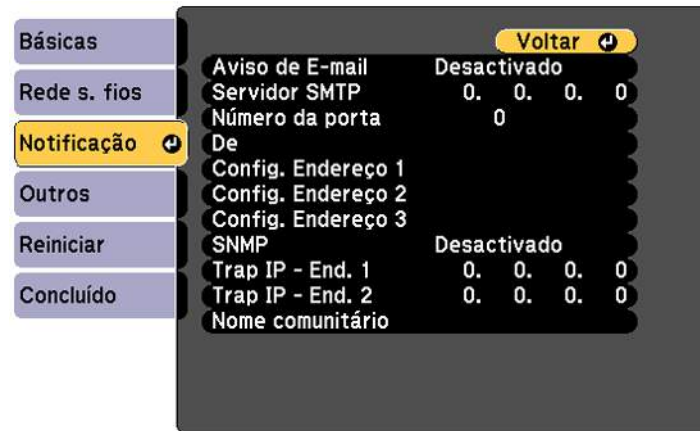 Básicas
Rede s. fios
Notificação
Outros
Reiniciar
Concluído
Voltar
Aviso de E-mail Desactivado
Servidor SMTP 0. 0. 0. 0
Número da porta 0
De
Config. Endereço 1
Config. Endereço 2
Config. Endereço 3
SNMP Desactivado
Trap IP - End. 1 0. 0. 0. 0
Trap IP - End. 2 0. 0. 0. 0
Nome comunitário